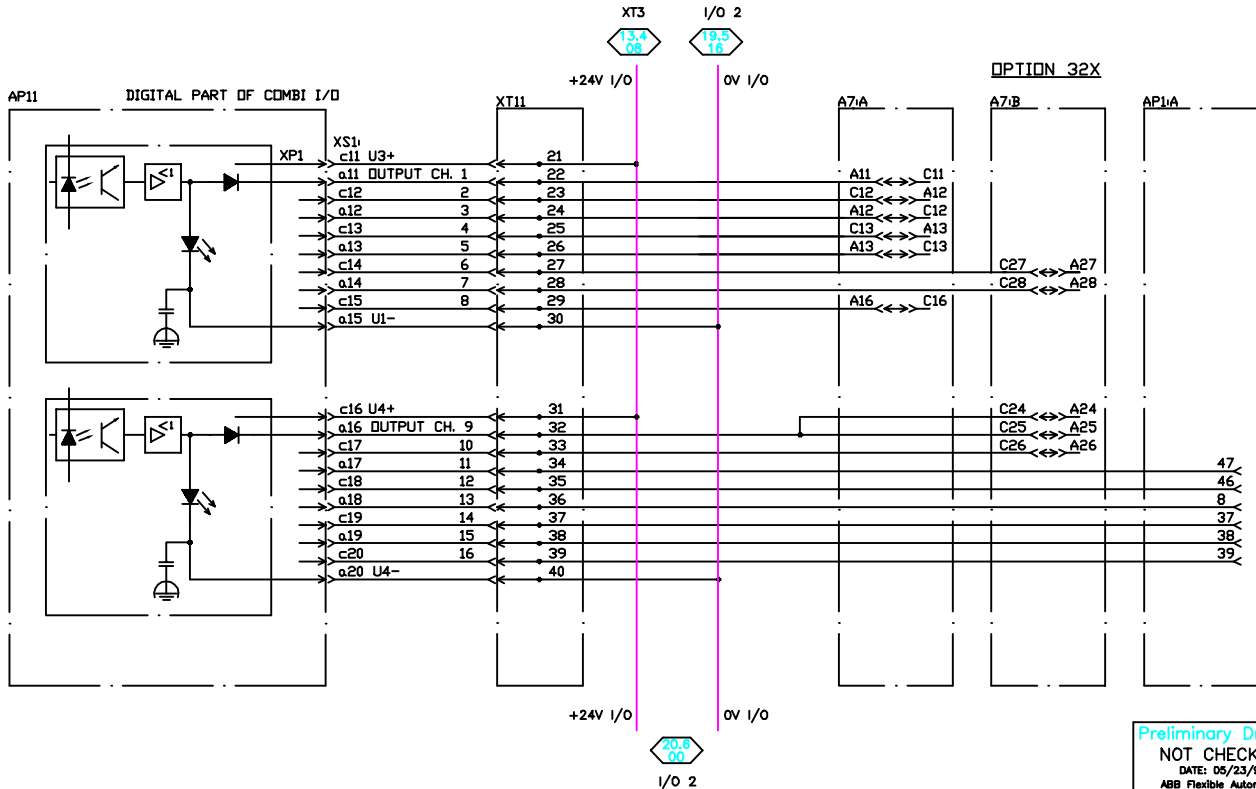 XT3 I/O 2
13.4 19.5
08 16
+24V I/O 0V I/O
OPTION 32X
AP11 DIGITAL PART OF COMBI I/O XT11 A7:A A7:B AP1:A
XS1:
XP1 c11 U3+ 21
a11 OUTPUT CH. 1 22 A11 C11
c12 2 23 C12 A12
a12 3 24 A12 C12
c13 4 25 C13 A13
a13 5 26 A13 C13
c14 6 27 C27 A27
a14 7 28 C28 A28
c15 8 29 A16 C16
a15 U1- 30
<1
c16 U4+ 31 C24 A24
a16 OUTPUT CH. 9 32 C25 A25
c17 10 33 C26 A26
a17 11 34 47
c18 12 35 46
a18 13 36 8
c19 14 37 37
a19 15 38 38
c20 16 39 39
a20 U4- 40
<1
+24V I/O 0V I/O
20.6
00
I/O 2
Preliminary
NOT CHECK
DATE: 05/23/
ABB Flexible Autom